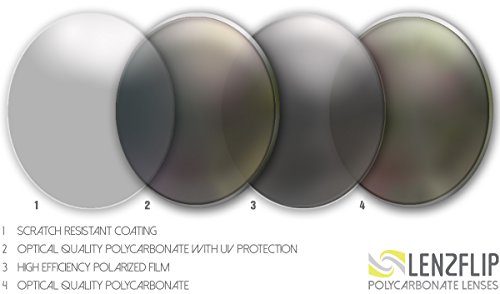 1 2 3 4
1 SCRATCH RESISTANT COATING
2 OPTICAL QUALITY POLYCARBONATE WITH UV PROTECTION
3 HIGH EFFICIENCY POLARIZED FILM
4 OPTICAL QUALITY POLYCARBONATE
LENZFLIP
POLYCARBONATE LENSES